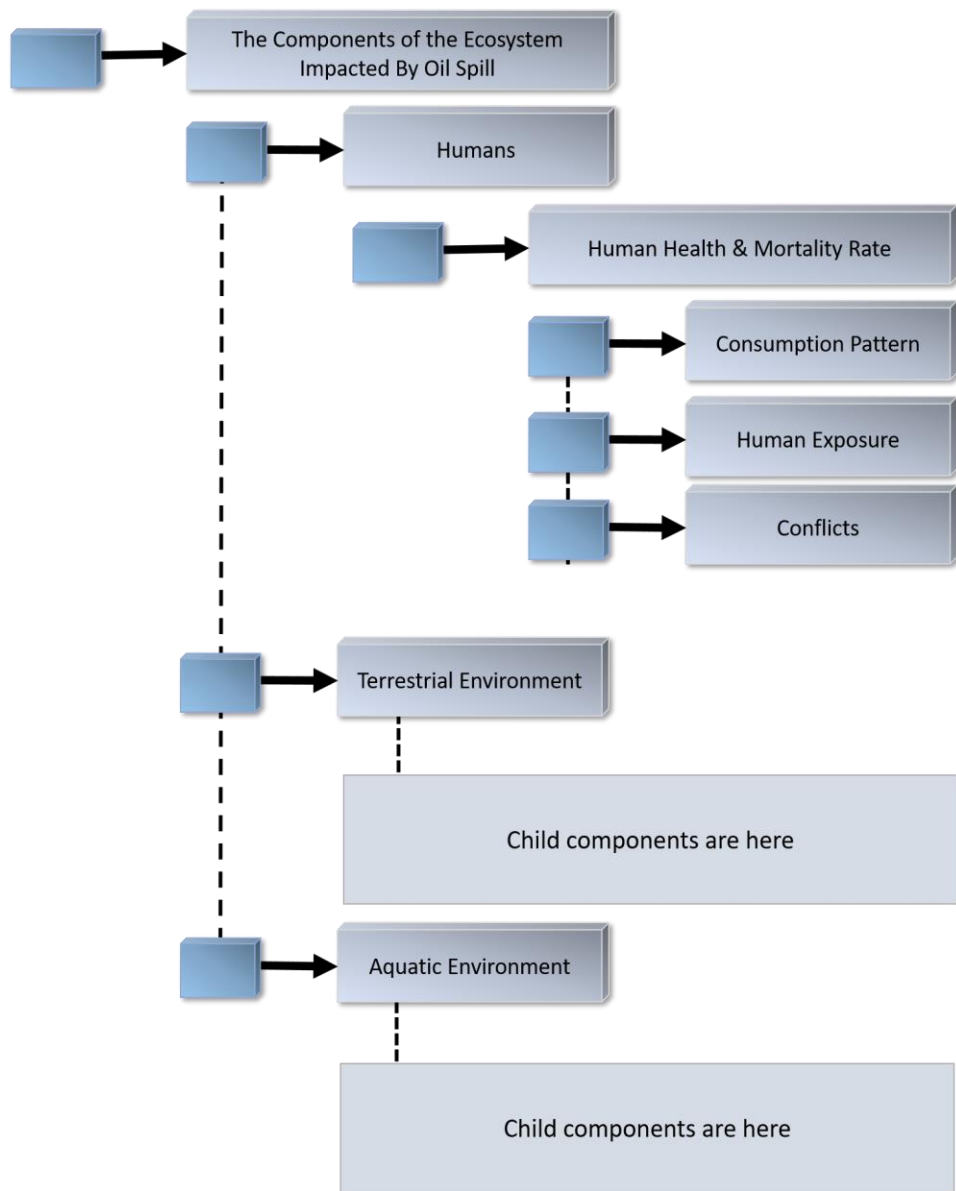 The Components of the Ecosystem
Impacted By Oil Spill
Humans
Human Health & Mortality Rate
Consumption Pattern
Human Exposure
Conflicts
Terrestrial Environment
Child components are here
Aquatic Environment
Child components are here